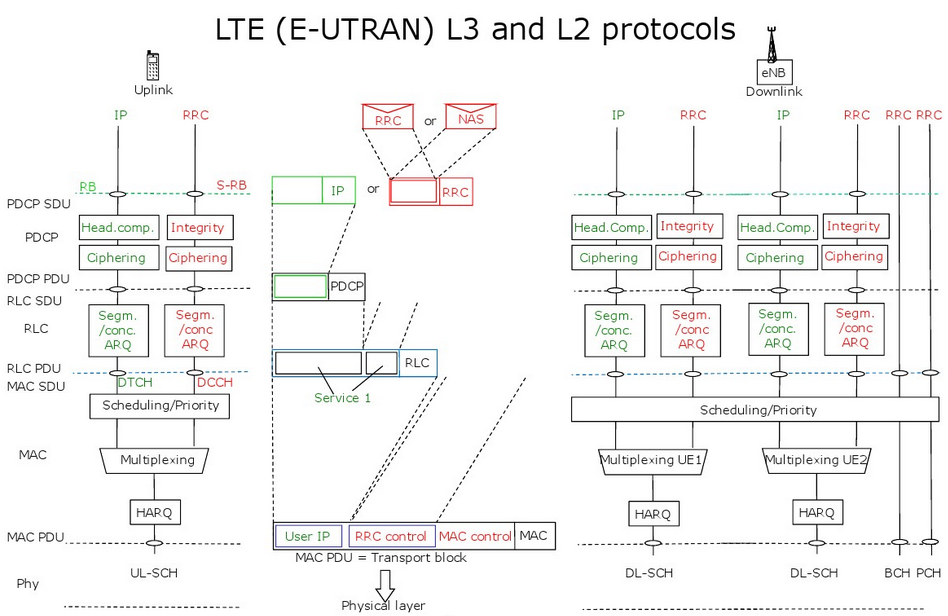 LTE (E-UTRAN) L3 and L2 protocols
Uplink
eNB
Downlink
IP
RRC
RRC
or
NAS
IP
RRC
IP
RRC
RRC
RRC
RB
S-RB
IP
or
RRC
PDCP SDU
PDCP
Head.comp.
Integrity
Ciphering
Ciphering
Head.Comp.
Integrity
Head.Comp.
Integrity
Ciphering
Ciphering
Ciphering
Ciphering
PDCP PDU
PDCP
RLC SDU
RLC
Segm.
/conc.
ARQ
Segm.
/conc
ARQ
Segm.
/conc.
ARQ
Segm.
/conc
ARQ
Segm.
/conc.
ARQ
Segm.
/conc
ARQ
RLC
RLC PDU
MAC SDU
DTCH
DCCH
Service 1
Scheduling/Priority
Scheduling/Priority
MAC
Multiplexing
Multiplexing UE1
Multiplexing UE2
HARQ
HARQ
HARQ
MAC PDU
User IP
RRC control
MAC control
MAC
MAC PDU = Transport block
Phy
UL-SCH
DL-SCH
DL-SCH
BCH
PCH
Physical layer